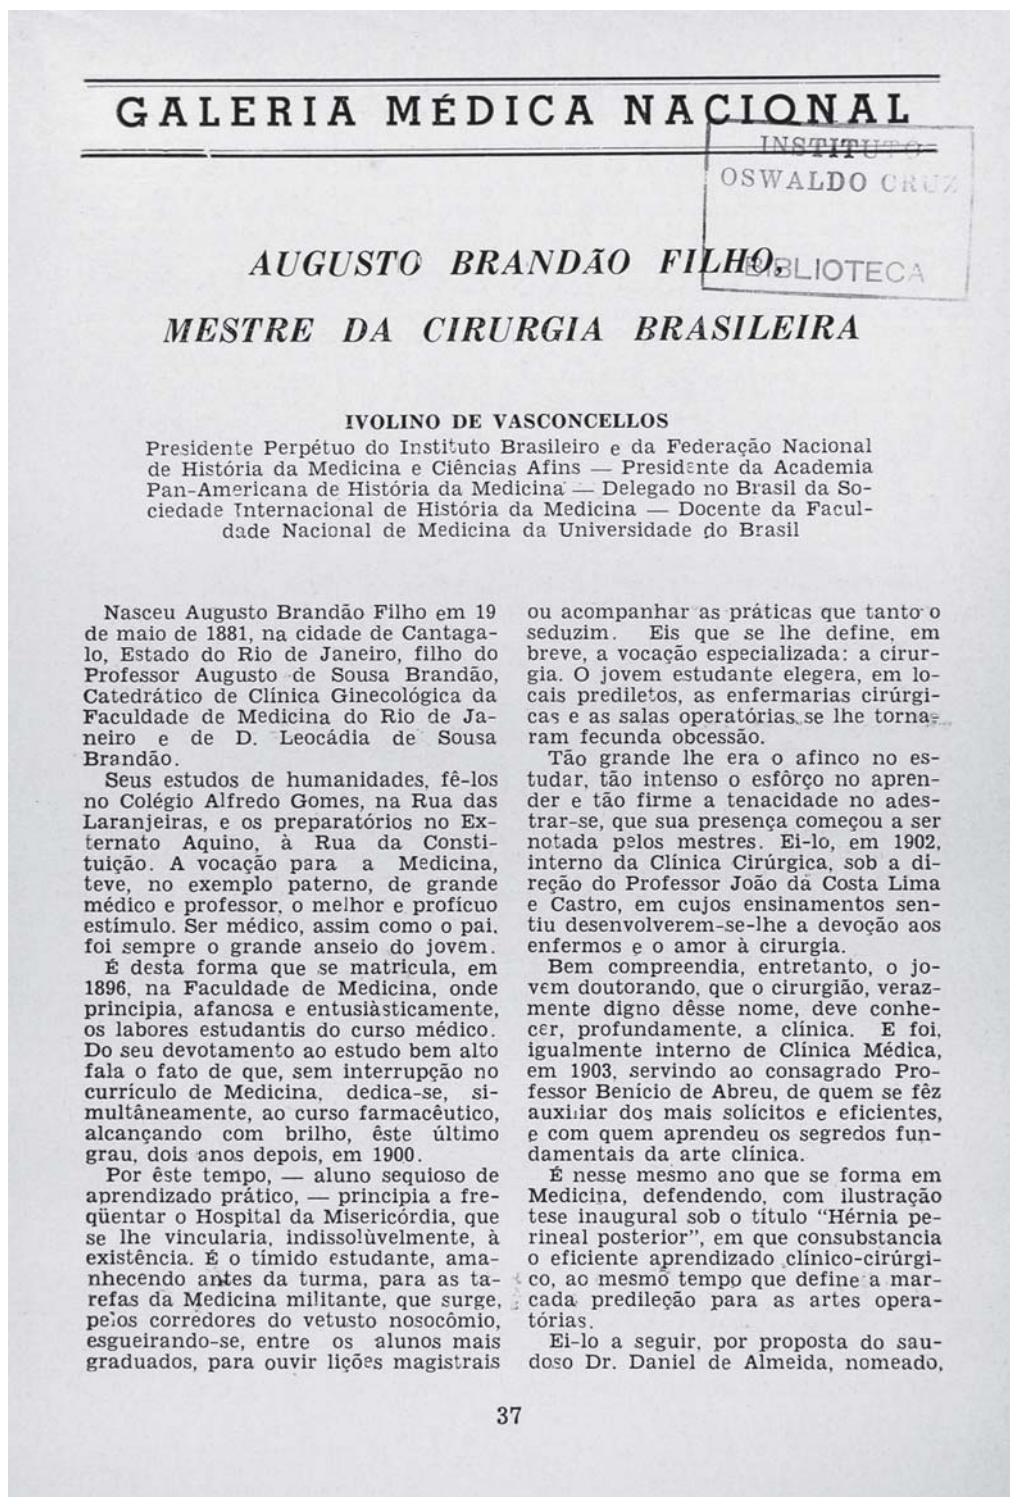 GALERIA MÉDICA NACIONAL
INSTITUTO
OSWALDO CRUZ
BIBLIOTECA
AUGUSTO BRANDÃO FILHO,
MESTRE DA CIRURGIA BRASILEIRA
IVOLINO DE VASCONCELLOS
Presidente Perpétuo do Instituto Brasileiro e da Federação Nacional
de História da Medicina e Ciências Afins — Presidente da Academia
Pan-Americana de História da Medicina — Delegado no Brasil da So-
ciedade Internacional de História da Medicina — Docente da Facul-
dade Nacional de Medicina da Universidade do Brasil
Nasceu Augusto Brandão Filho em 19
de maio de 1881, na cidade de Cantaga-
lo, Estado do Rio de Janeiro, filho do
Professor Augusto de Sousa Brandão,
Catedrático de Clínica Ginecológica da
Faculdade de Medicina do Rio de Ja-
neiro e de D. Leocádia de Sousa
Brandão.
Seus estudos de humanidades, fê-los
no Colégio Alfredo Gomes, na Rua das
Laranjeiras, e os preparatórios no Ex-
ternato Aquino, à Rua da Consti-
tuição. A vocação para a Medicina,
teve, no exemplo paterno, de grande
médico e professor, o melhor e profícuo
estímulo. Ser médico, assim como o pai,
foi sempre o grande anseio do jovem.
É desta forma que se matricula, em
1896, na Faculdade de Medicina, onde
principia, afanosa e entusiàsticamente,
os labores estudantis do curso médico.
Do seu devotamento ao estudo bem alto
fala o fato de que, sem interrupção no
currículo de Medicina, dedica-se, si-
multâneamente, ao curso farmacêutico,
alcançando com brilho, êste último
grau, dois anos depois, em 1900.
Por êste tempo, — aluno sequioso de
aprendizado prático, — principia a fre-
qüentar o Hospital da Misericórdia, que
se lhe vincularia, indissolùvelmente, à
existência. É o tímido estudante, ama-
nhecendo antes da turma, para as ta-
refas da Medicina militante, que surge,
pelos corredores do vetusto nosocômio,
esgueirando-se, entre os alunos mais
graduados, para ouvir lições magistrais
ou acompanhar as práticas que tanto o
seduzim. Eis que se lhe define, em
breve, a vocação especializada: a cirur-
gia. O jovem estudante elegera, em lo-
cais prediletos, as enfermarias cirúrgi-
cas e as salas operatórias, se lhe torna-
ram fecunda obcessão.
Tão grande lhe era o afinco no es-
tudar, tão intenso o esfôrço no apren-
der e tão firme a tenacidade no ades-
trar-se, que sua presença começou a ser
notada pelos mestres. Ei-lo, em 1902,
interno da Clínica Cirúrgica, sob a di-
reção do Professor João da Costa Lima
e Castro, em cujos ensinamentos sen-
tiu desenvolverem-se-lhe a devoção aos
enfermos e o amor à cirurgia.
Bem compreendia, entretanto, o jo-
vem doutorando, que o cirurgião, veraz-
mente digno dêsse nome, deve conhe-
cer, profundamente, a clínica. E foi,
igualmente interno de Clínica Médica,
em 1903, servindo ao consagrado Pro-
fessor Benício de Abreu, de quem se fêz
auxiliar dos mais solícitos e eficientes,
e com quem aprendeu os segredos fun-
damentais da arte clínica.
É nesse mesmo ano que se forma em
Medicina, defendendo, com ilustração
tese inaugural sob o título “Hérnia pe-
rineal posterior”, em que consubstancia
o eficiente aprendizado clínico-cirúrgi-
co, ao mesmo tempo que define a mar-
cada predileção para as artes opera-
tórias.
Ei-lo a seguir, por proposta do sau-
doso Dr. Daniel de Almeida, nomeado,
37